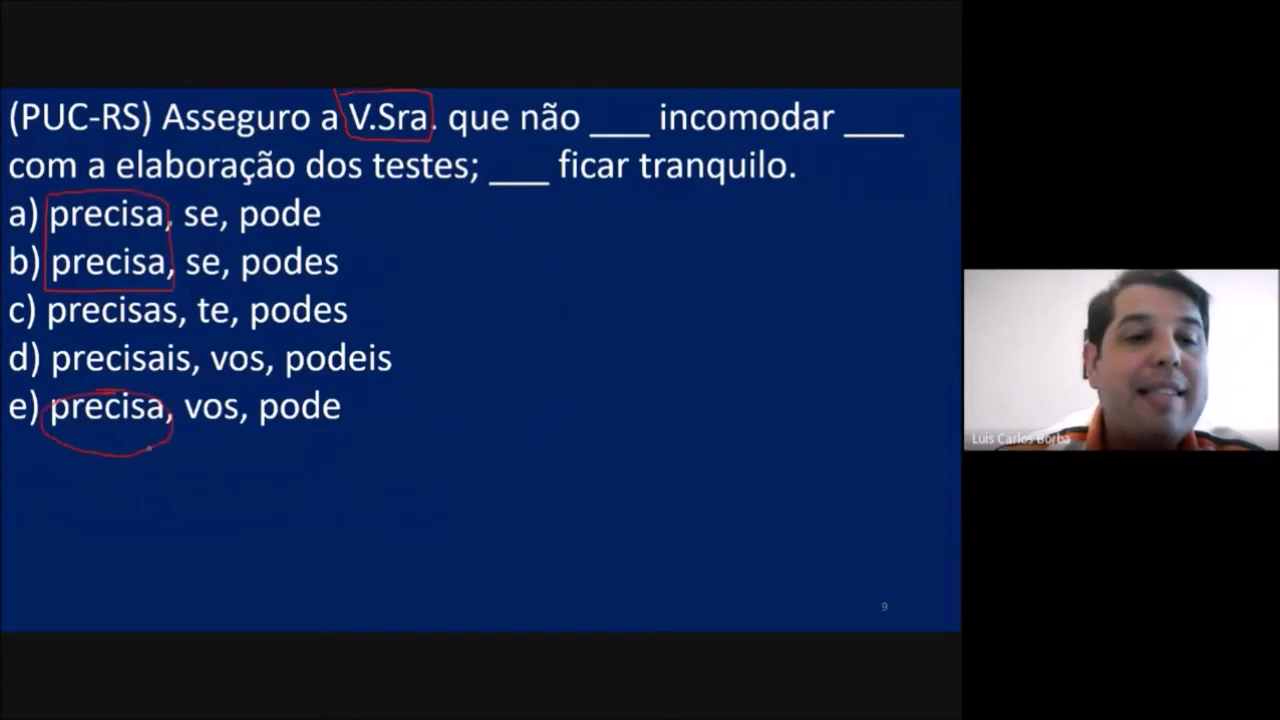 (PUC-RS) Asseguro a V.Sra. que não ___ incomodar ___
com a elaboração dos testes; ___ ficar tranquilo.
a) precisa, se, pode
b) precisa, se, podes
c) precisas, te, podes
d) precisais, vos, podeis
e) precisa, vos, pode
Luis Carlos Borba
9